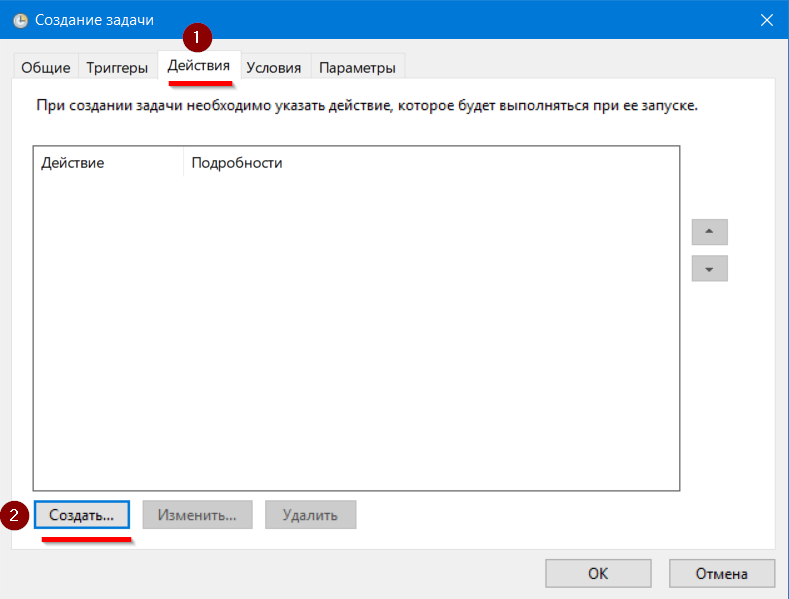 Создание задачи
1
Общие Триггеры Действия Условия Параметры
При создании задачи необходимо указать действие, которое будет выполняться при ее запуске.
Действие Подробности
2 Создать... Изменить... Удалить
ОК Отмена